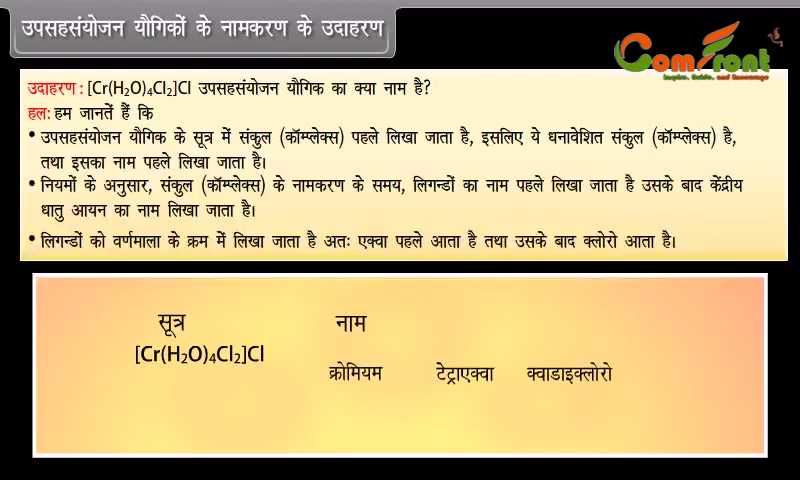 उपसहसंयोजन यौगिकों के नामकरण के उदाहरण
ComFront
Inspire, Guide, and Encourage
उदाहरण : [Cr(H₂O)₄Cl₂]Cl उपसहसंयोजन यौगिक का क्या नाम है?
हल: हम जानतें हैं कि
• उपसहसंयोजन यौगिक के सूत्र में संकुल (कॉम्प्लेक्स) पहले लिखा जाता है, इसलिए ये धनावेशित संकुल (कॉम्प्लेक्स) है,
तथा इसका नाम पहले लिखा जाता है।
• नियमों के अनुसार, संकुल (कॉम्प्लेक्स) के नामकरण के समय, लिगन्डों का नाम पहले लिखा जाता है उसके बाद केंद्रीय
धातु आयन का नाम लिखा जाता है।
• लिगन्डों को वर्णमाला के क्रम में लिखा जाता है अतः एक्वा पहले आता है तथा उसके बाद क्लोरो आता है।
सूत्र नाम
[Cr(H₂O)₄Cl₂]Cl
क्रोमियम टेट्राएक्वा क्वाडाइक्लोरो